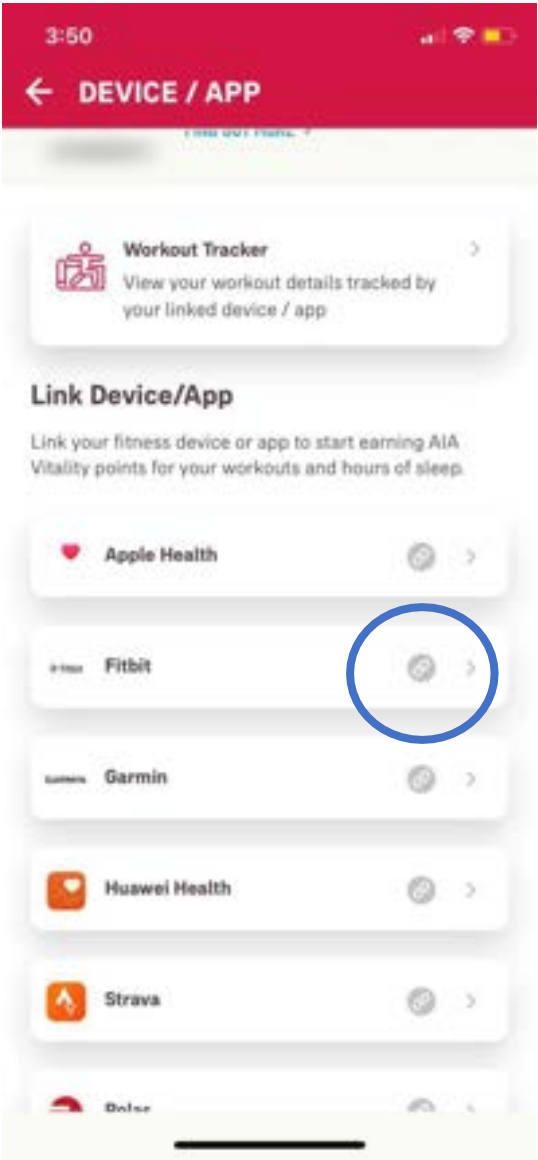 3:50
DEVICE / APP
Workout Tracker
View your workout details tracked by
your linked device / app
Link Device/App
Link your fitness device or app to start earning AIA
Vitality points for your workouts and hours of sleep.
Apple Health
Fitbit
Garmin
Huawei Health
Strava
Polar